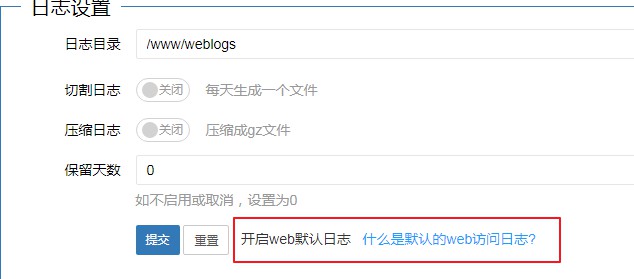 日志设置
日志目录 /www/weblogs
切割日志 关闭 每天生成一个文件
压缩日志 关闭 压缩成gz文件
保留天数 0
如不启用或取消，设置为0
提交 重置 开启web默认日志 什么是默认的web访问日志?